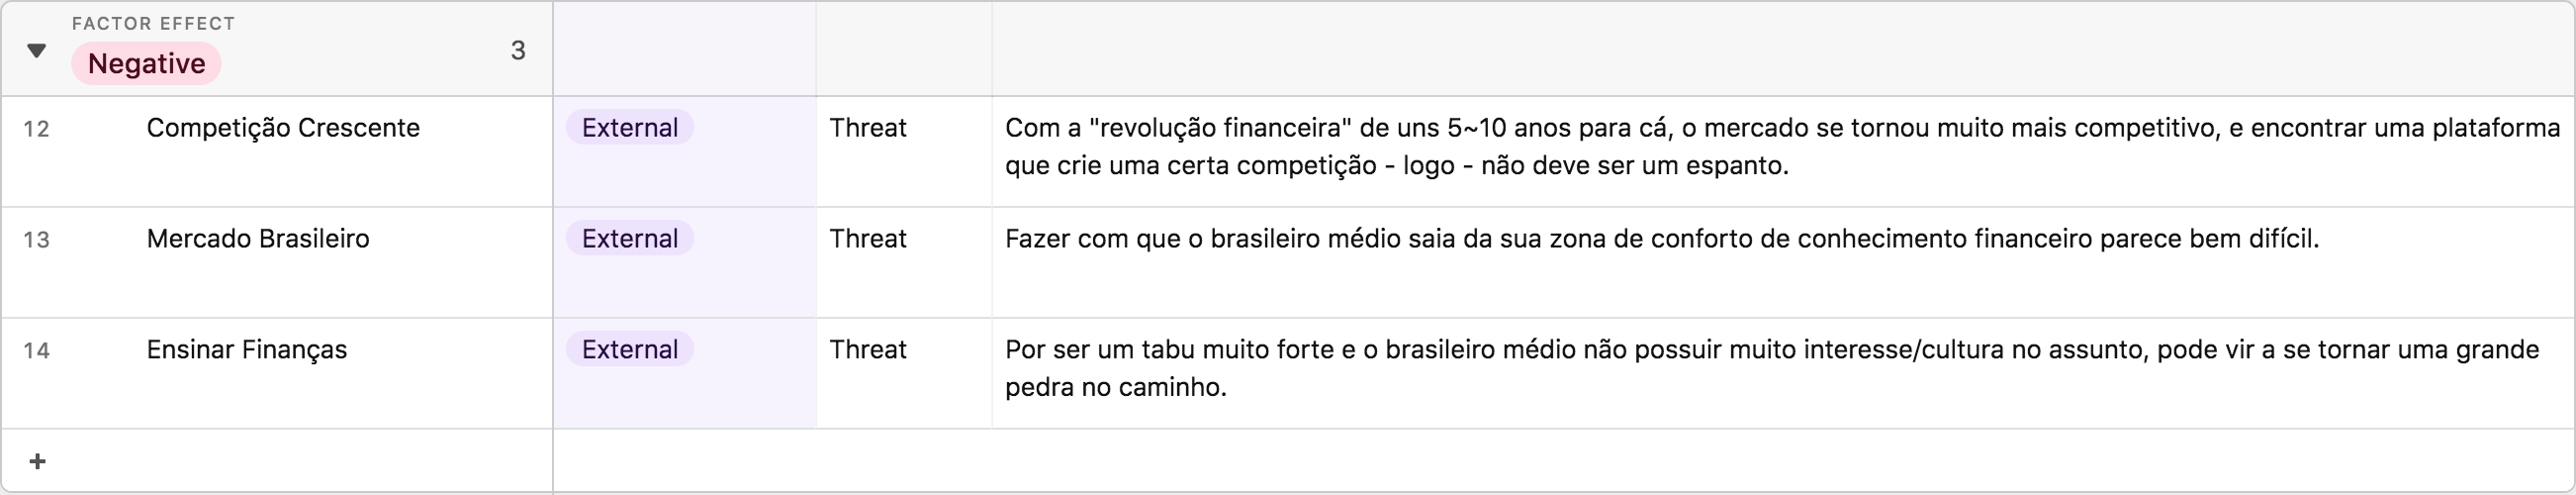 FACTOR EFFECT
Negative
3
12 Competição Crescente External Threat Com a "revolução financeira" de uns 5~10 anos para cá, o mercado se tornou muito mais competitivo, e encontrar uma plataforma
que crie uma certa competição - logo - não deve ser um espanto.
13 Mercado Brasileiro External Threat Fazer com que o brasileiro médio saia da sua zona de conforto de conhecimento financeiro parece bem difícil.
14 Ensinar Finanças External Threat Por ser um tabu muito forte e o brasileiro médio não possuir muito interesse/cultura no assunto, pode vir a se tornar uma grande
pedra no caminho.
+